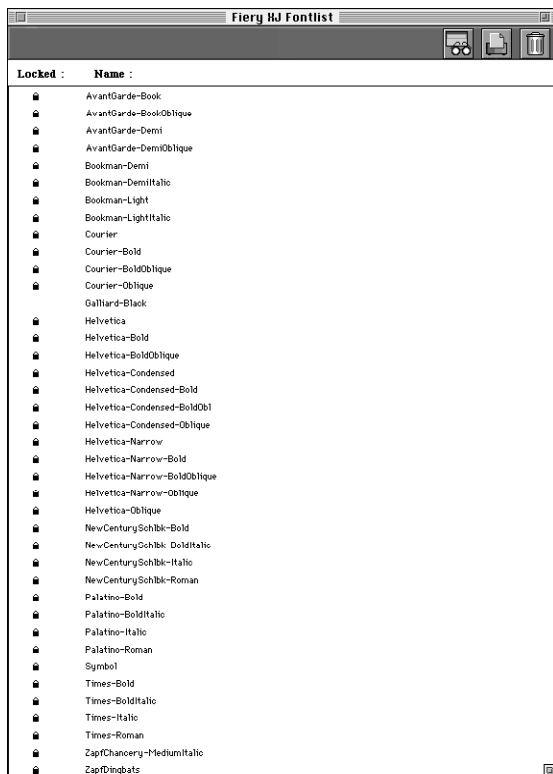 Fiery XJ Fontlist
Locked : Name :
AvantGarde-Book
AvantGarde-BookOblique
AvantGarde-Demi
AvantGarde-DemiOblique
Bookman-Demi
Bookman-DemiItalic
Bookman-Light
Bookman-LightItalic
Courier
Courier-Bold
Courier-BoldOblique
Courier-Oblique
Galliard-Black
Helvetica
Helvetica-Bold
Helvetica-BoldOblique
Helvetica-Condensed
Helvetica-Condensed-Bold
Helvetica-Condensed-BoldObl
Helvetica-Condensed-Oblique
Helvetica-Narrow
Helvetica-Narrow-Bold
Helvetica-Narrow-BoldOblique
Helvetica-Narrow-Oblique
Helvetica-Oblique
NewCenturySchlbk-Bold
NewCenturySchlbk-BoldItalic
NewCenturySchlbk-Italic
NewCenturySchlbk-Roman
Palatino-Bold
Palatino-BoldItalic
Palatino-Italic
Palatino-Roman
Symbol
Times-Bold
Times-BoldItalic
Times-Italic
Times-Roman
ZapfChancery-MediumItalic
ZapfDingbats